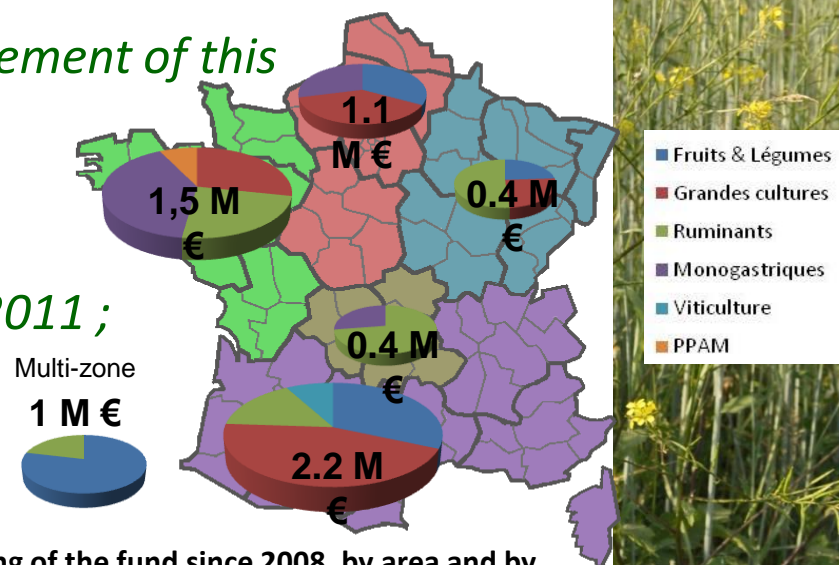 ement of this
1.1
M €
Fruits & Légumes
Grandes cultures
Ruminants
Monogastriques
Viticulture
PPAM
1,5 M
€
0.4 M
€
2011 ;
0.4 M
€
Multi-zone
1 M €
2.2 M
€
ng of the fund since 2008, by area and by